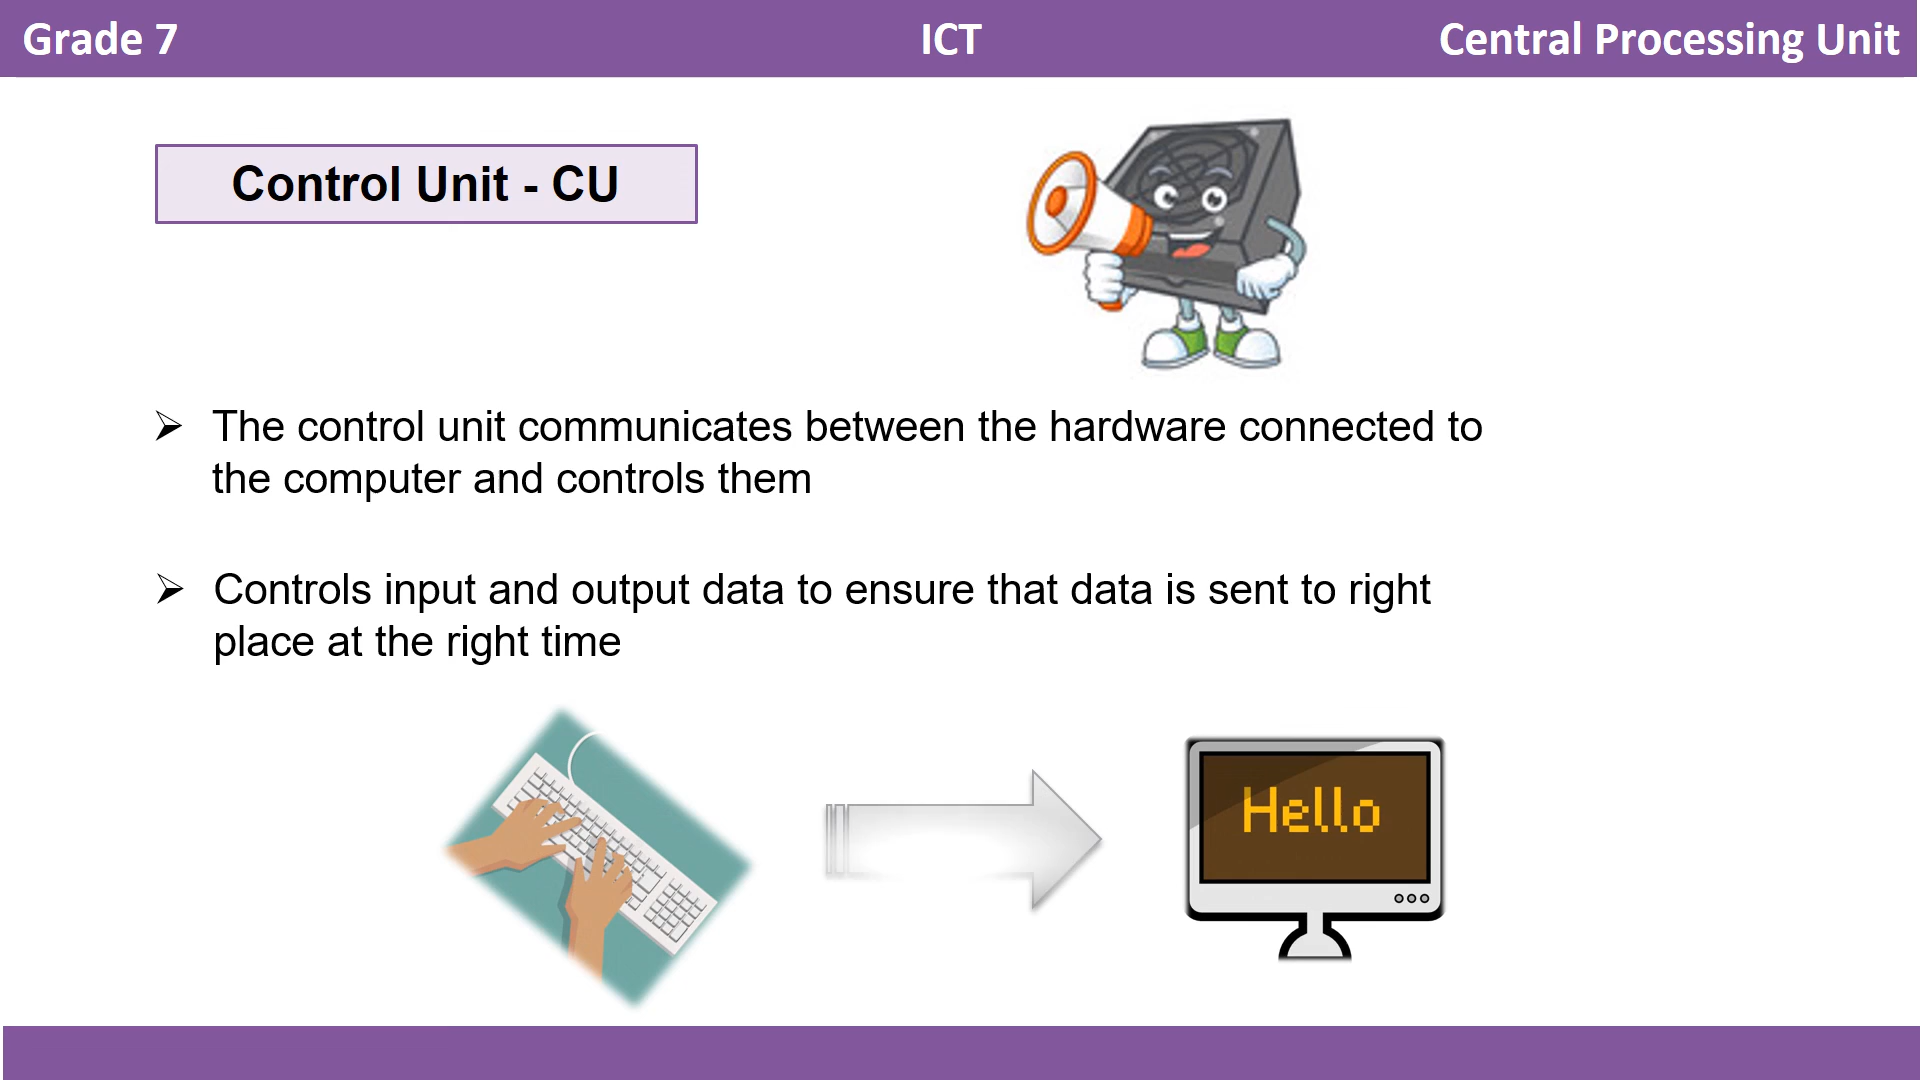 Grade 7
ICT
Central Processing Unit
Control Unit - CU
➢ The control unit communicates between the hardware connected to
the computer and controls them
➢ Controls input and output data to ensure that data is sent to right
place at the right time
Hello